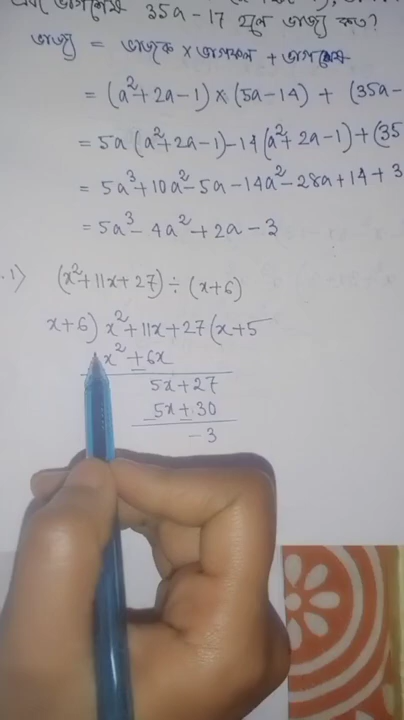 ভাগশেষ 35a - 17 হলে ভাজ্য কত?
ভাজ্য = ভাজক × ভাগফল + ভাগশেষ
= (a²+2a-1) × (5a-14) + (35a-
= 5a (a²+2a-1) - 14 (a²+2a-1) + (35
= 5a³+10a²-5a-14a²-28a+14+3
= 5a³-4a²+2a-3
.1) (x²+11x+27) ÷ (x+6)
x+6) x²+11x+27 (x+5
x²+6x
5x+27
5x+30
-3